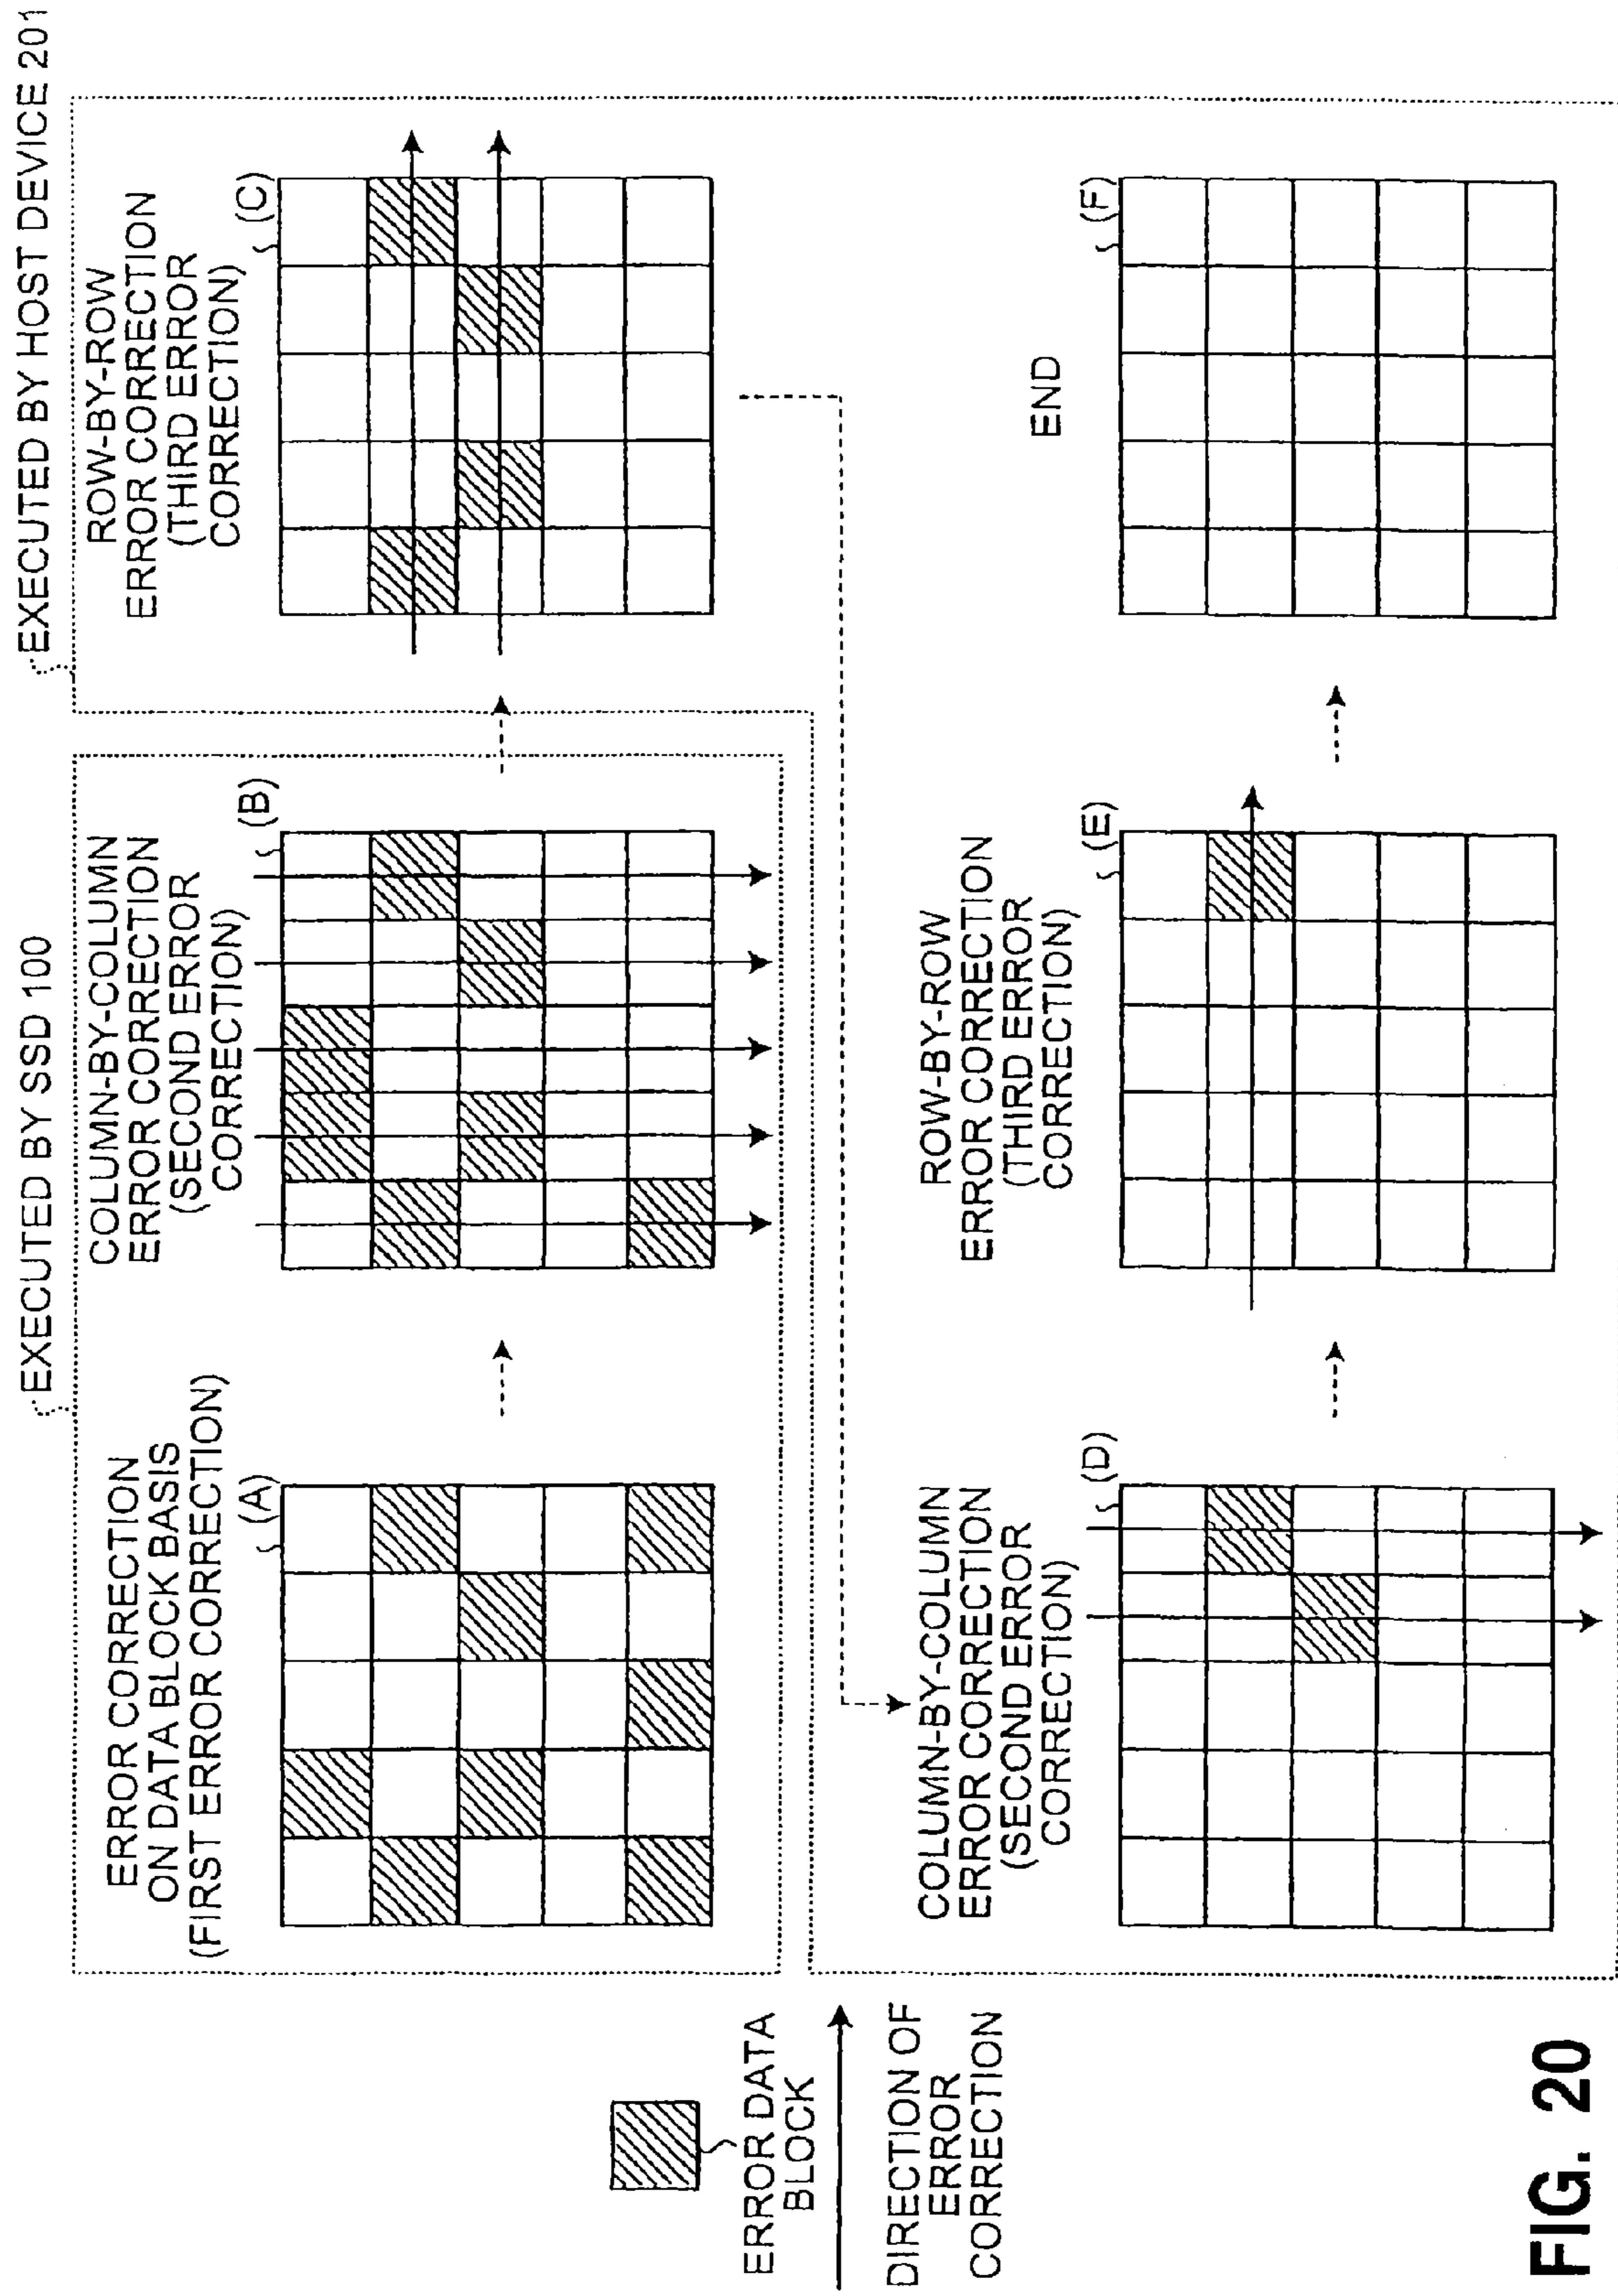 EXECUTED BY SSD 100
EXECUTED BY HOST DEVICE 201
ERROR CORRECTION
ON DATA BLOCK BASIS
(FIRST ERROR CORRECTION)
(A)
COLUMN-BY-COLUMN
ERROR CORRECTION
(SECOND ERROR
CORRECTION)
(B)
ROW-BY-ROW
ERROR CORRECTION
(THIRD ERROR
CORRECTION)
(C)
ERROR DATA
BLOCK
DIRECTION OF
ERROR
CORRECTION
COLUMN-BY-COLUMN
ERROR CORRECTION
(SECOND ERROR
CORRECTION)
(D)
ROW-BY-ROW
ERROR CORRECTION
(THIRD ERROR
CORRECTION)
(E)
END
(F)
FIG. 20